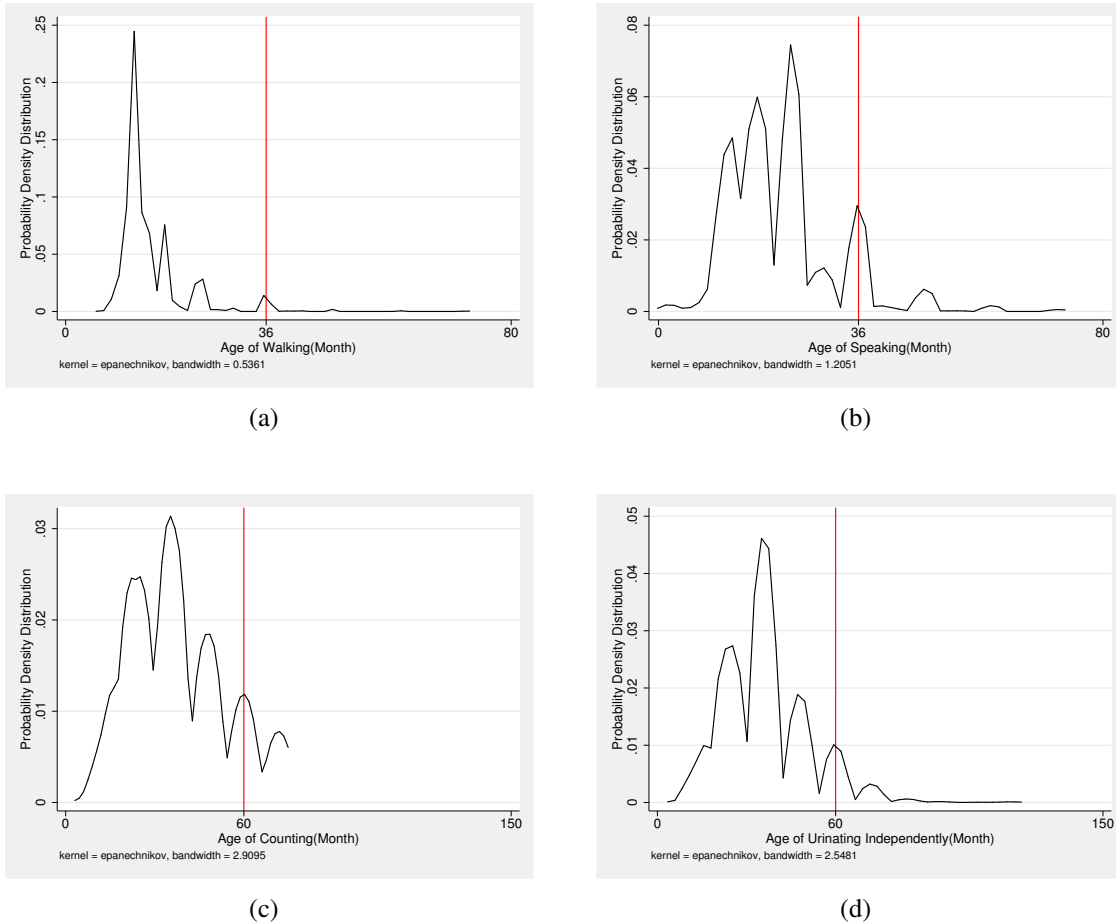 Probability Density Distribution
0 .05 .1 .15 .2 .25
0 36 80
Age of Walking(Month)
kernel = epanechnikov, bandwidth = 0.5361
(a)
Probability Density Distribution
0 .02 .04 .06 .08
0 36 80
Age of Speaking(Month)
kernel = epanechnikov, bandwidth = 1.2051
(b)
Probability Density Distribution
0 .01 .02 .03
0 60 150
Age of Counting(Month)
kernel = epanechnikov, bandwidth = 2.9095
(c)
Probability Density Distribution
0 .01 .02 .03 .04 .05
0 60 150
Age of Urinating Independently(Month)
kernel = epanechnikov, bandwidth = 2.5481
(d)